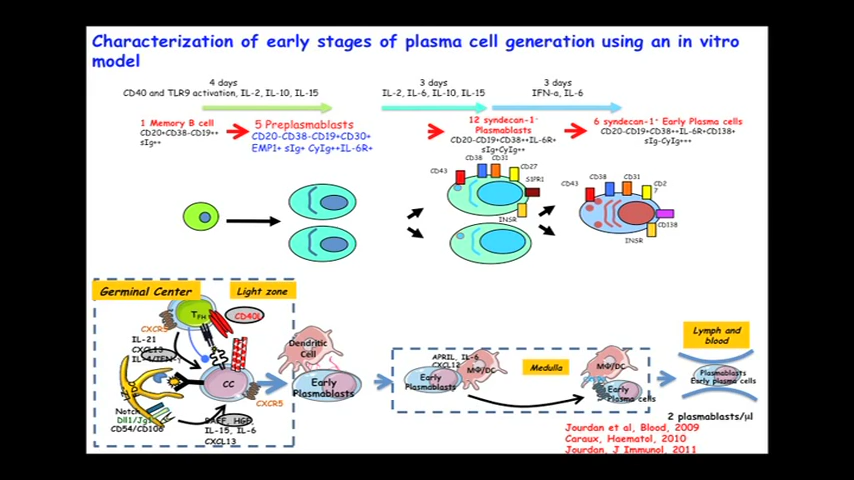 Characterization of early stages of plasma cell generation using an in vitro
model
4 days
CD40 and TLR9 activation, IL-2, IL-10, IL-15
3 days
IL-2, IL-6, IL-10, IL-15
3 days
IFN-α, IL-6
1 Memory B cell
CD20+CD38-CD19++
sIg++
5 Preplasmablasts
CD20-CD38-CD19+CD30+
EMP1+ sIg+ CyIg++IL-6R+
12 syndecan-1-
Plasmablasts
CD20-CD19+CD38++IL-6R+
sIg+CyIg++
6 syndecan-1+ Early Plasma cells
CD20-CD19+CD38++IL-6R+CD138+
sIg-CyIg+++
CD38 CD31
CD43
CD27
S1PR1
INSR
CD38
CD31
CD43
CD2
7
CD138
INSR
Germinal Center
Light zone
TFH
CD40L
CXCR5
IL-21
CXCL13
CC
CXCR5
FDC
Notch
Dll1/Jg1
CD54/CD106
BAFF, HGF,
IL-15, IL-6
CXCL13
Dendritic
Cell
Early
Plasmablasts
APRIL, IL-6
CXCL12
MΦ/DC
Early
Plasmablasts
Medulla
MΦ/DC
Early
Plasma cells
Lymph and
blood
Plasmablasts
Early plasma cells
2 plasmablasts/µl
Jourdan et al, Blood, 2009
Caraux, Haematol, 2010
Jourdan, J Immunol, 2011